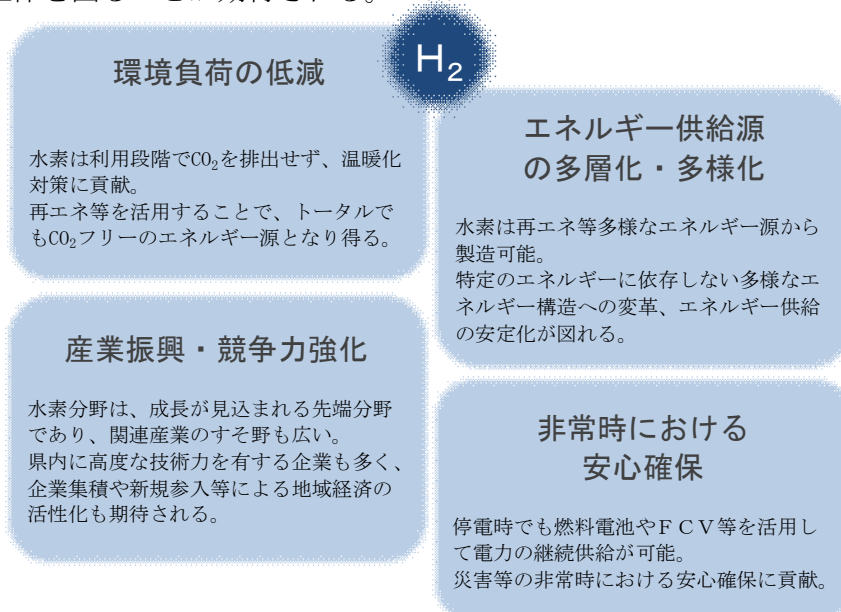 H₂
環境負荷の低減
水素は利用段階でCO₂を排出せず、温暖化
対策に貢献。
再エネ等を活用することで、トータルで
もCO₂フリーのエネルギー源となり得る。
エネルギー供給源
の多層化・多様化
水素は再エネ等多様なエネルギー源から
製造可能。
特定のエネルギーに依存しない多様なエ
ネルギー構造への変革、エネルギー供給
の安定化が図れる。
産業振興・競争力強化
水素分野は、成長が見込まれる先端分野
であり、関連産業のすそ野も広い。
県内に高度な技術力を有する企業も多く、
企業集積や新規参入等による地域経済の
活性化も期待される。
非常時における
安心確保
停電時でも燃料電池やＦＣＶ等を活用し
て電力の継続供給が可能。
災害等の非常時における安心確保に貢献。